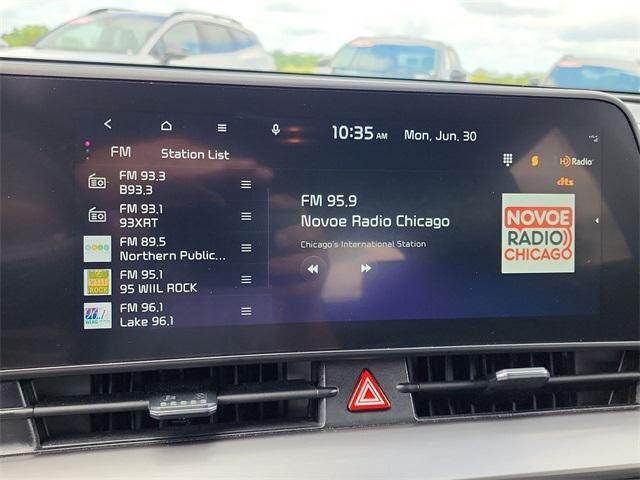 10:35 AM Mon, Jun. 30
FM Station List
HD Radio
dts
FM 93.3
B93.3
FM 93.1
93XRT
FM 89.5
Northern Public...
FM 95.1
95 WIIL ROCK
FM 96.1
Lake 96.1
FM 95.9
Novoe Radio Chicago
Chicago's International Station
NOVOE
RADIO
CHICAGO
96.1